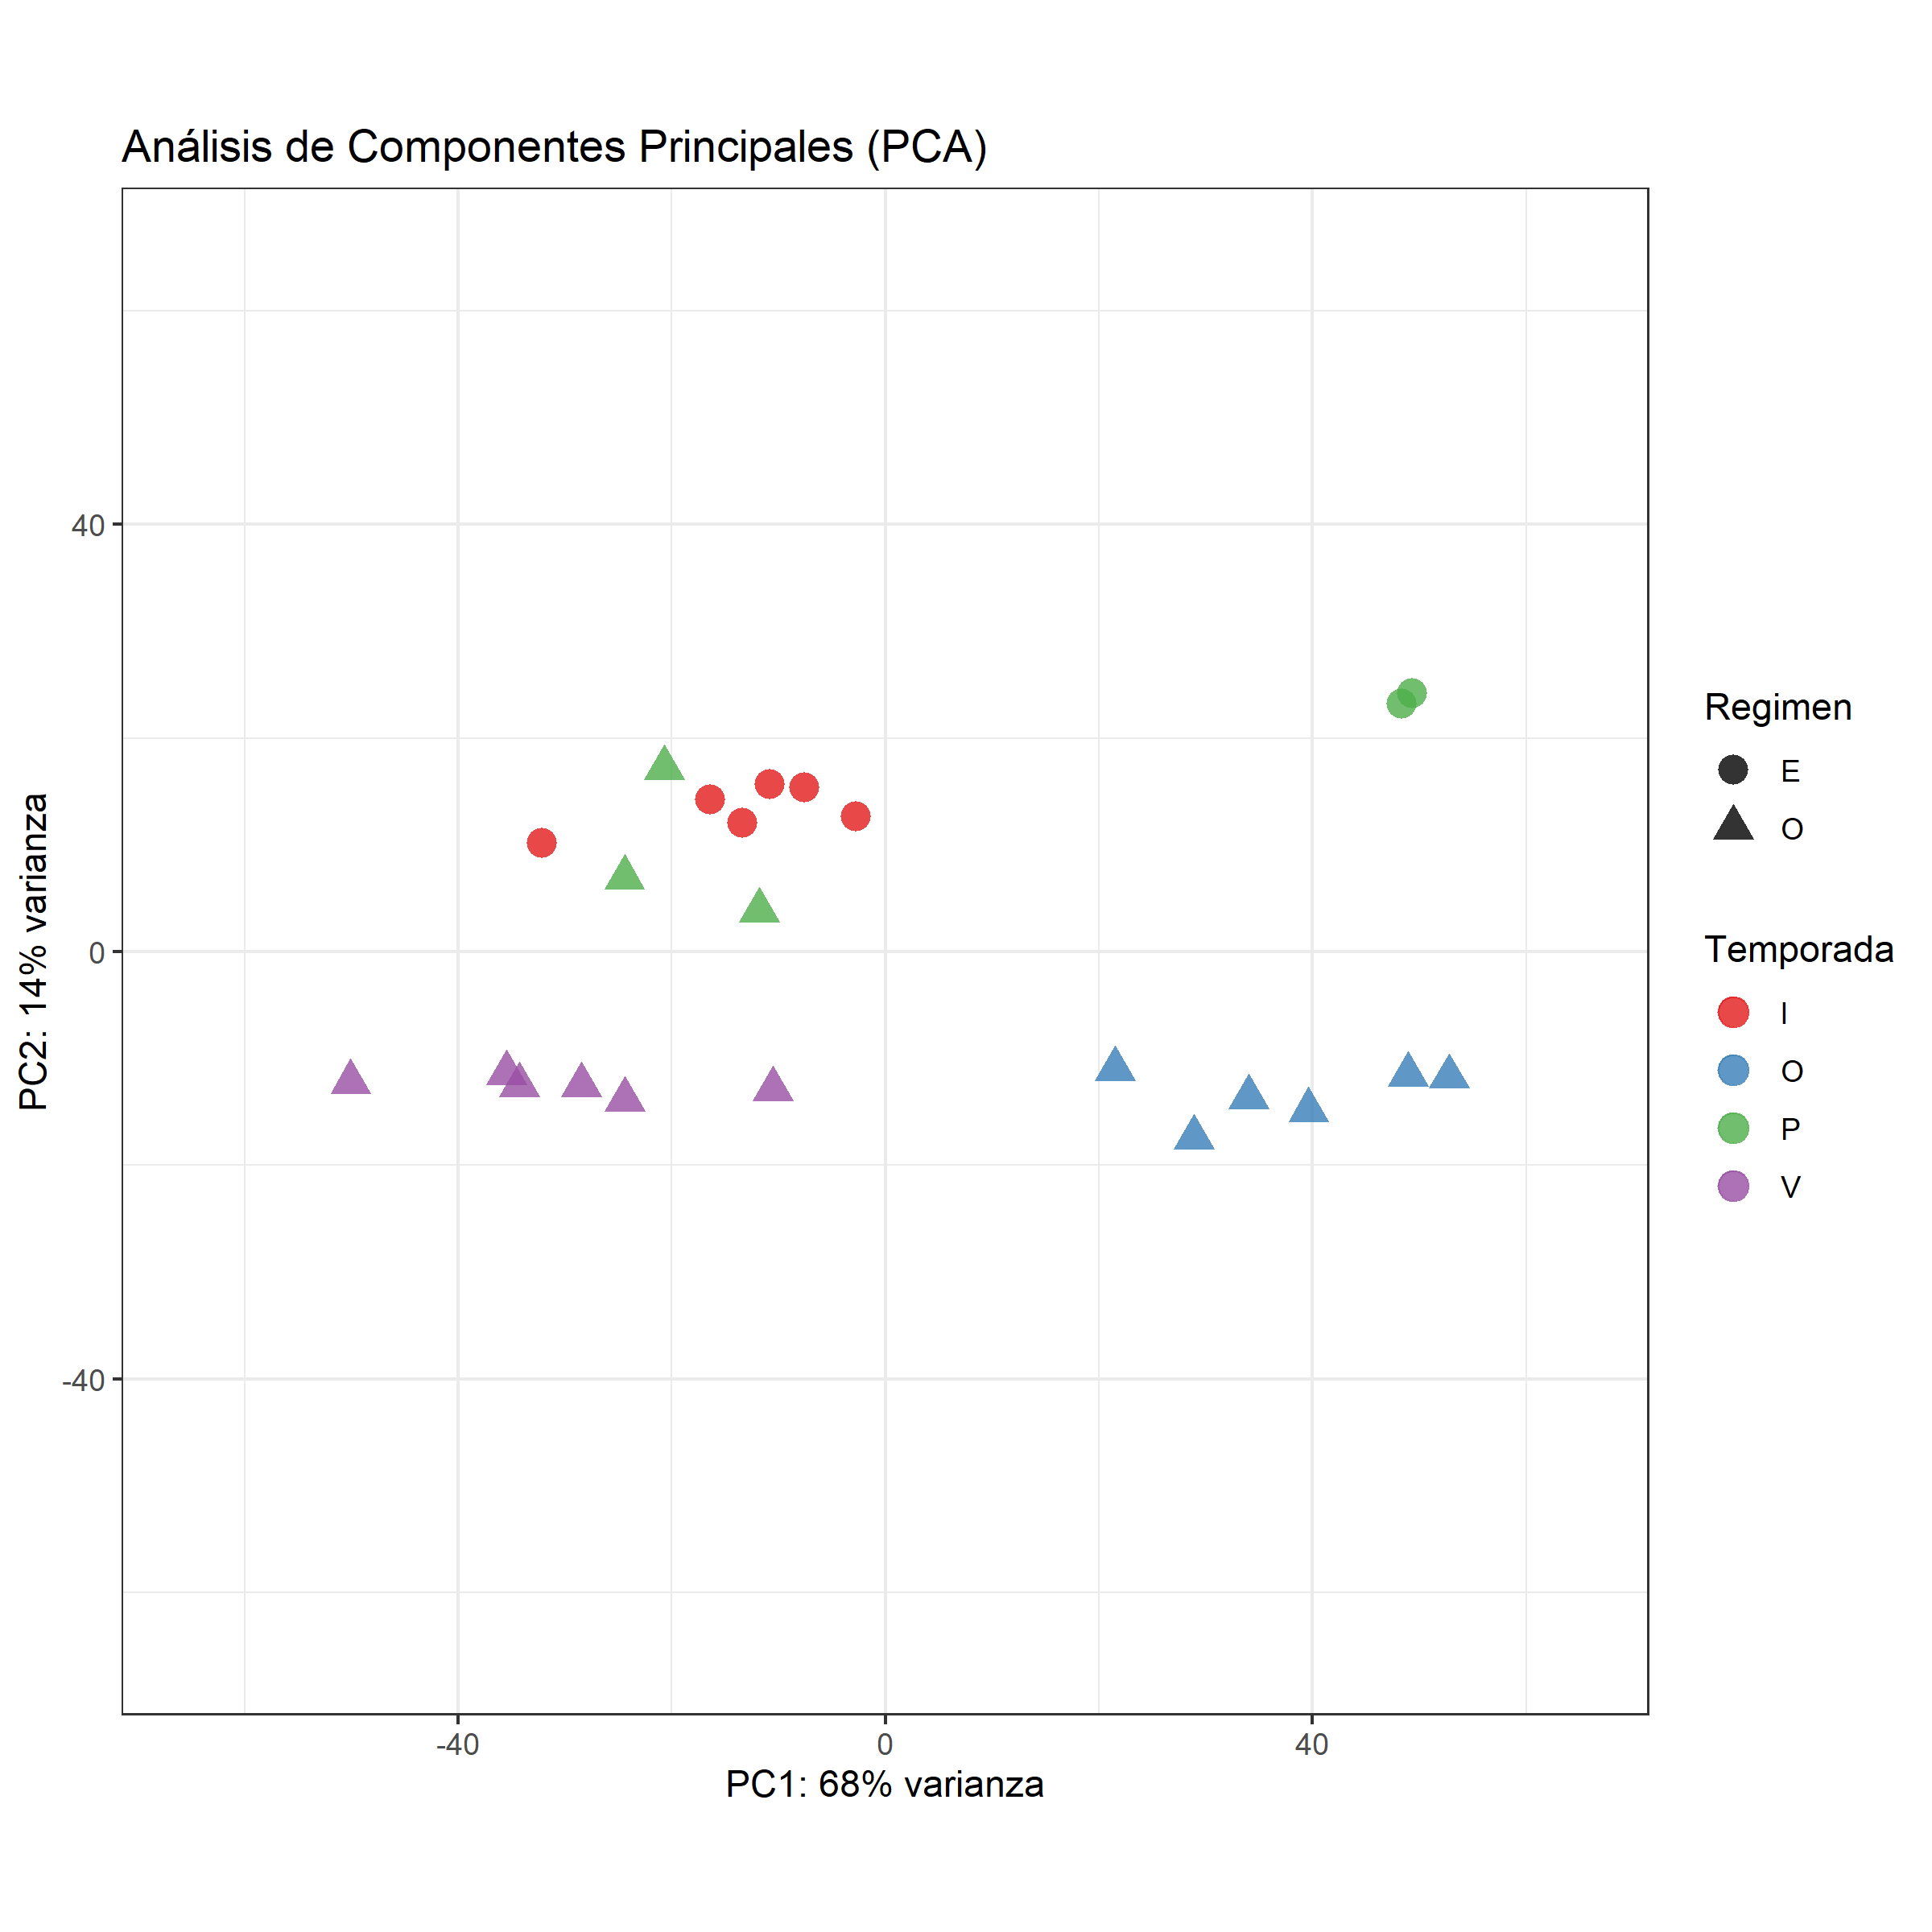 Análisis de Componentes Principales (PCA)
PC2: 14% varianza
40
0
-40
-40
0
40
PC1: 68% varianza
Regimen
E
O
Temporada
I
O
P
V